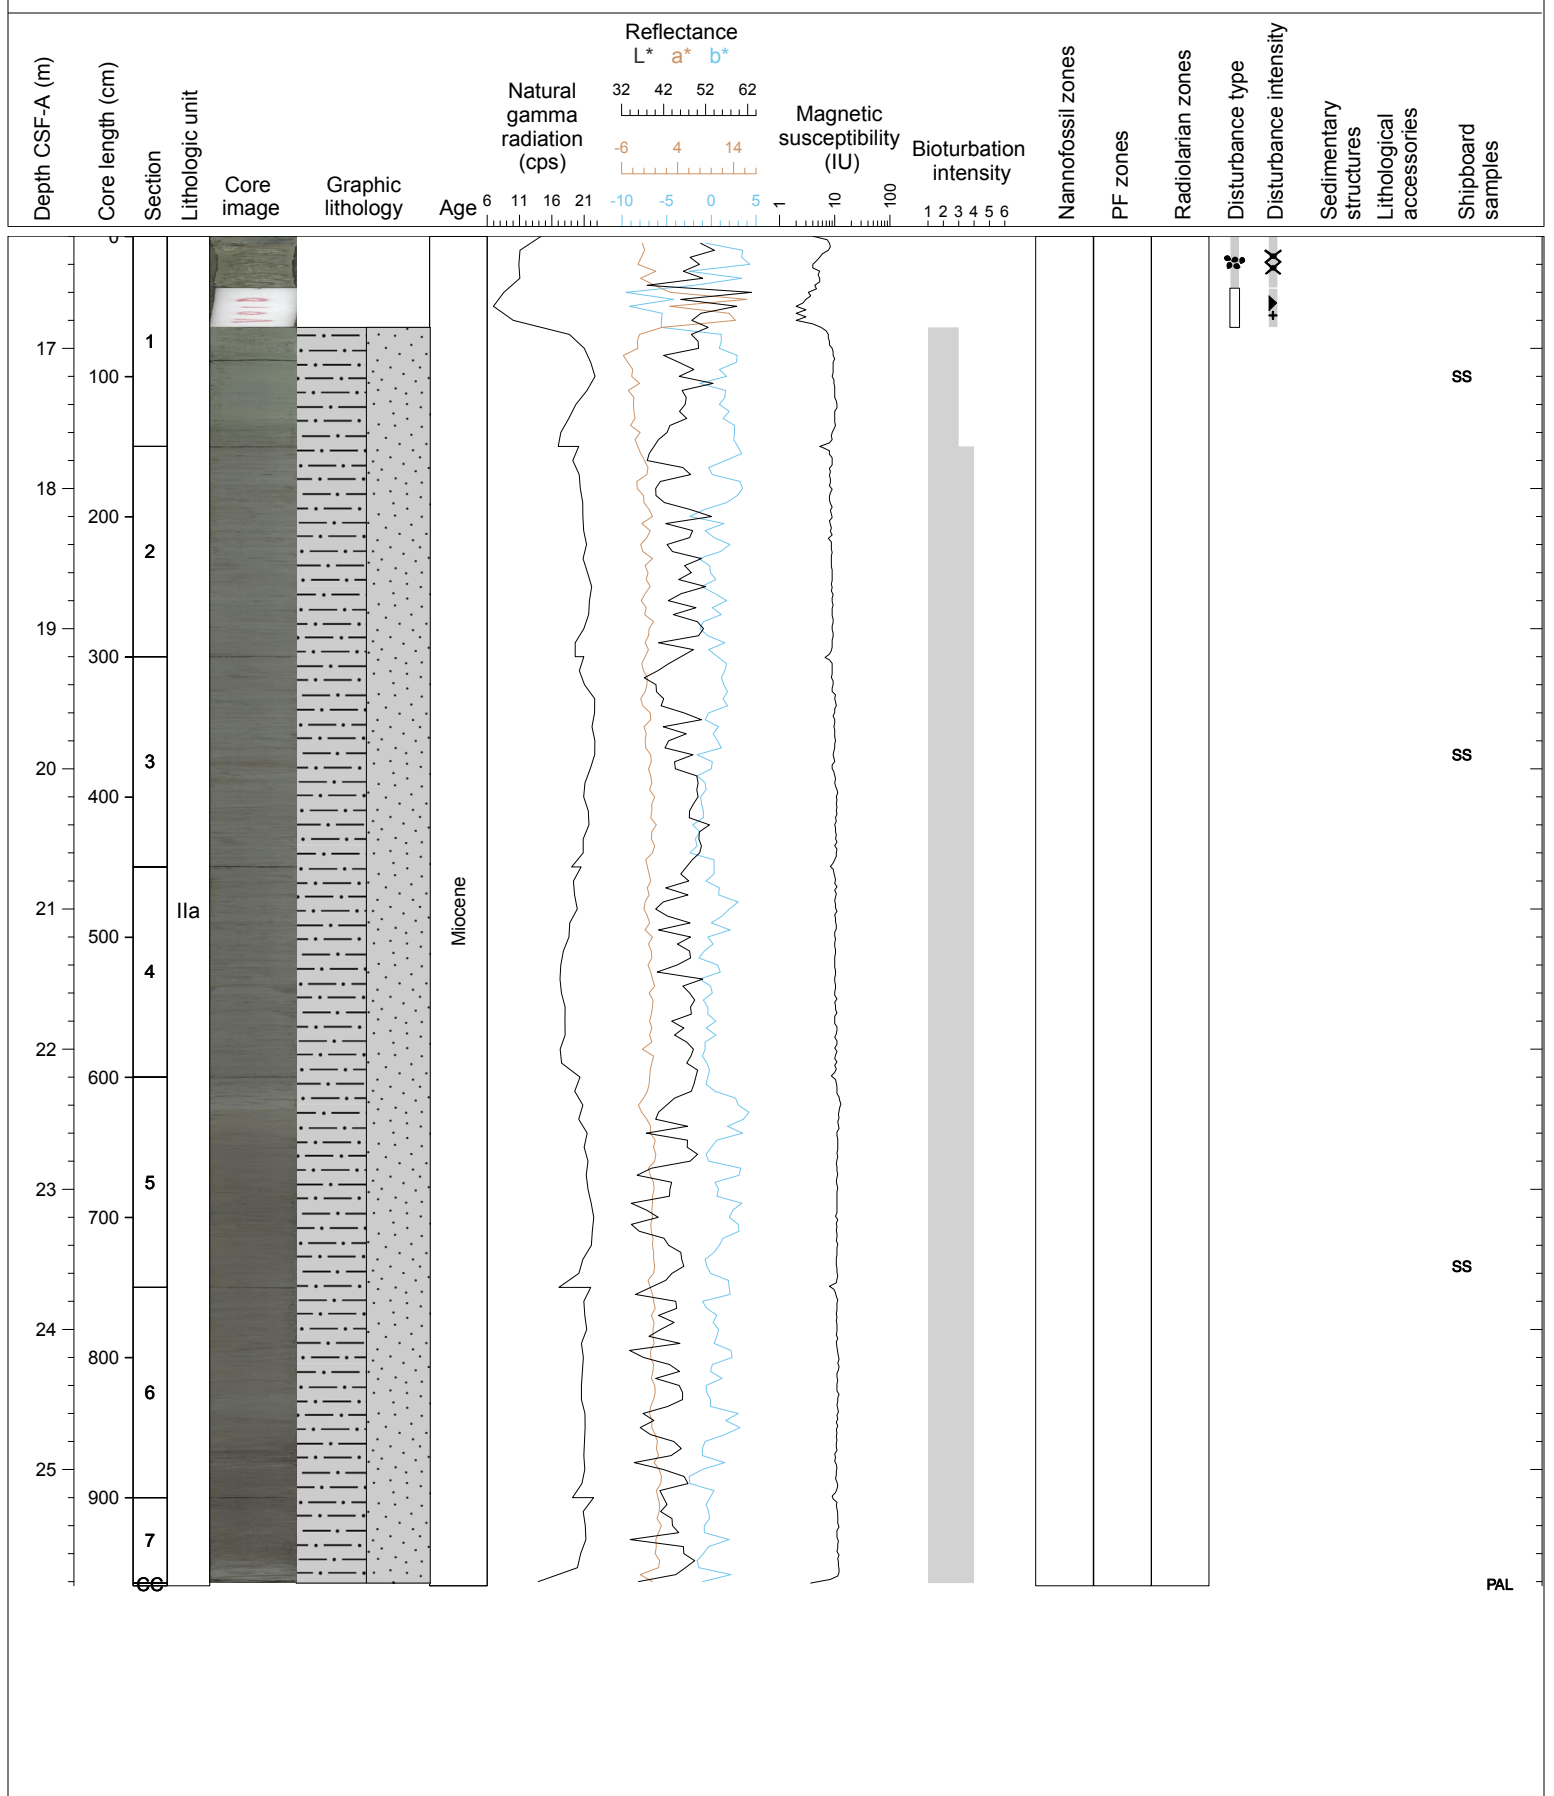 Depth CSF-A (m)
Core length (cm)
Section
Lithologic unit
Core
image
Graphic
lithology
Age
Natural
gamma
radiation
(cps)
6 11 16 21
Reflectance
L* a* b*
32 42 52 62
-6 4 14
-10 -5 0 5
Magnetic
susceptibility
(IU)
1 10 100
Bioturbation
intensity
1 2 3 4 5 6
Nannofossil zones
PF zones
Radiolarian zones
Disturbance type
Disturbance intensity
Sedimentary
structures
Lithological
accessories
Shipboard
samples
0
1
17
100
SS
18
200
2
19
300
3
20
SS
400
21
IIa
500
Miocene
4
22
600
5
23
700
SS
24
800
6
25
900
7
CC
PAL